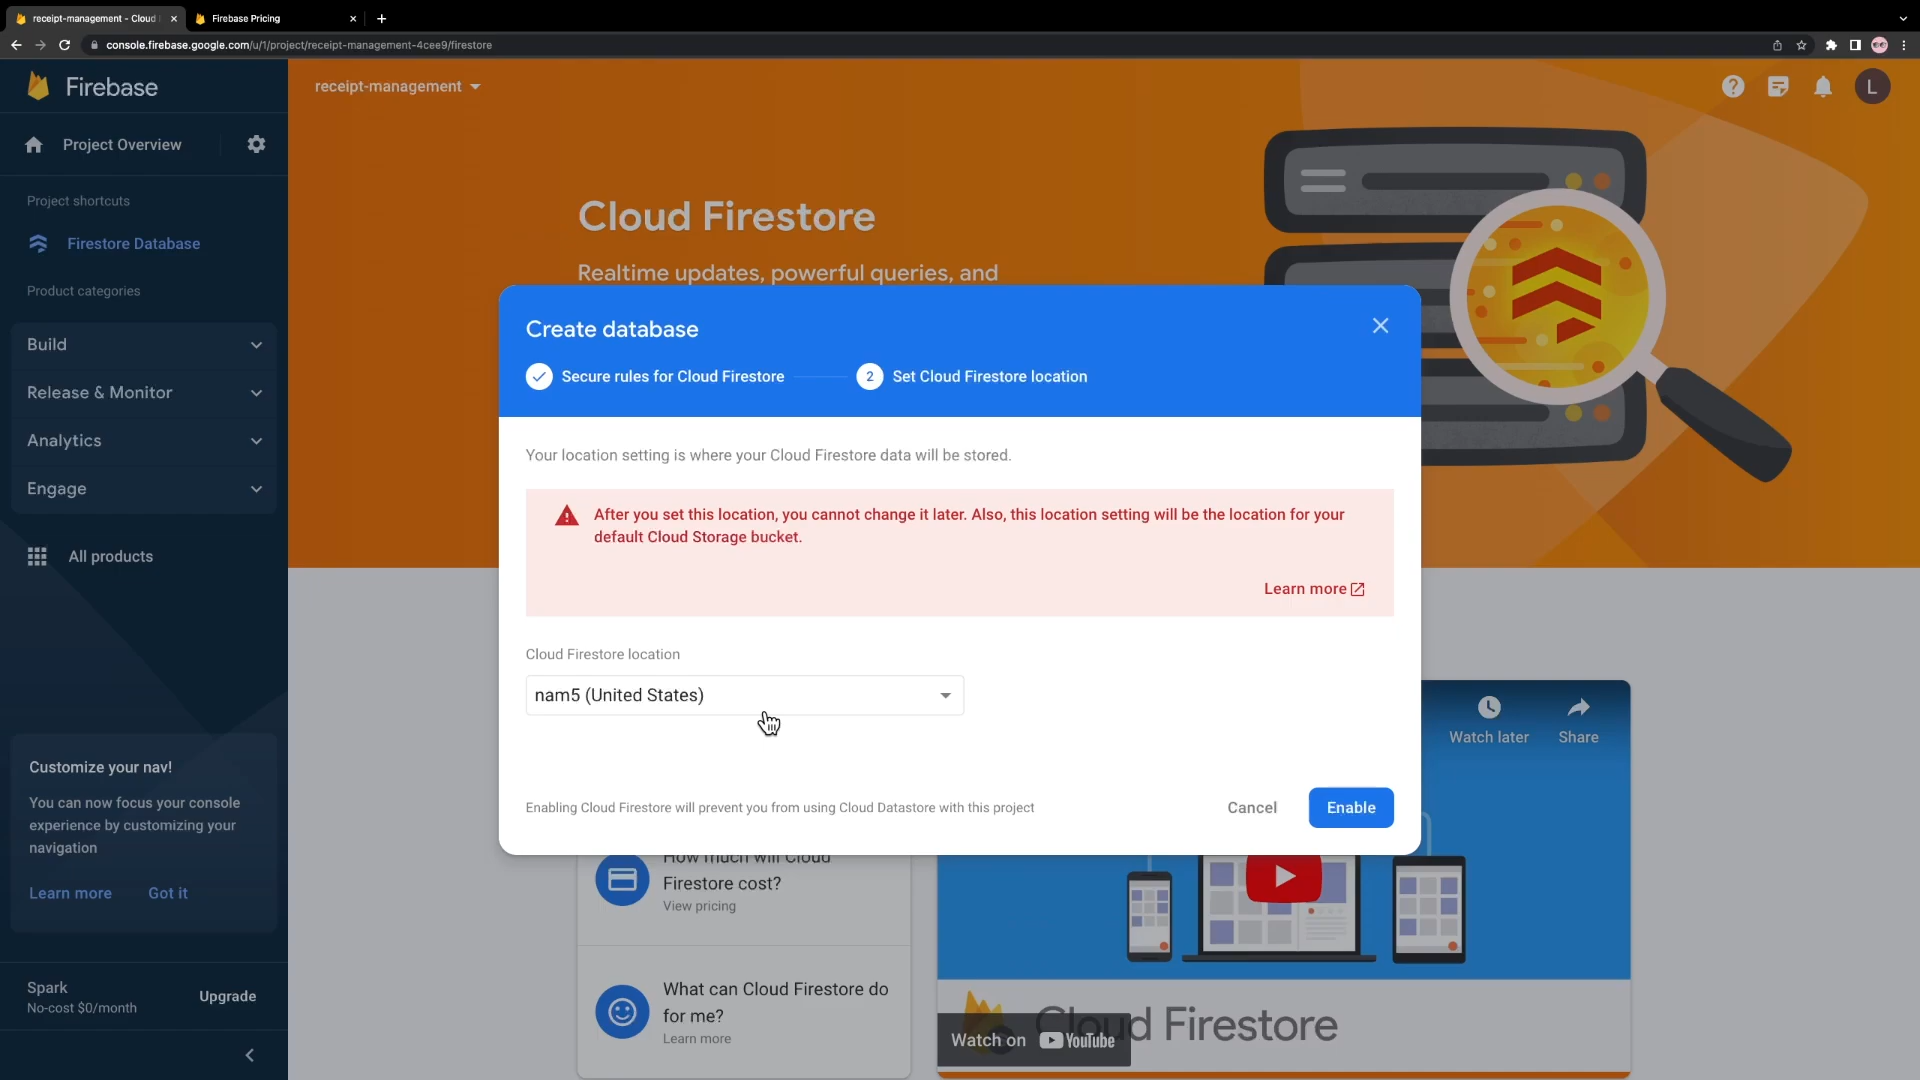 receipt-management - Cloud
Firebase Pricing
console.firebase.google.com/u/1/project/receipt-management-4cee9/firestore
Firebase
receipt-management
L
Project Overview
Project shortcuts
Firestore Database
Product categories
Build
Release & Monitor
Analytics
Engage
All products
Customize your nav!
You can now focus your console
experience by customizing your
navigation
Learn more
Got it
Spark
No-cost $0/month
Upgrade
Cloud Firestore
Realtime updates, powerful queries, and
Create database
Secure rules for Cloud Firestore
2
Set Cloud Firestore location
Your location setting is where your Cloud Firestore data will be stored.
After you set this location, you cannot change it later. Also, this location setting will be the location for your
default Cloud Storage bucket.
Learn more
Cloud Firestore location
nam5 (United States)
Enabling Cloud Firestore will prevent you from using Cloud Datastore with this project
Cancel
Enable
Watch later
Share
How much will Cloud
Firestore cost?
View pricing
What can Cloud Firestore do
for me?
Learn more
Cloud Firestore
Watch on YouTube